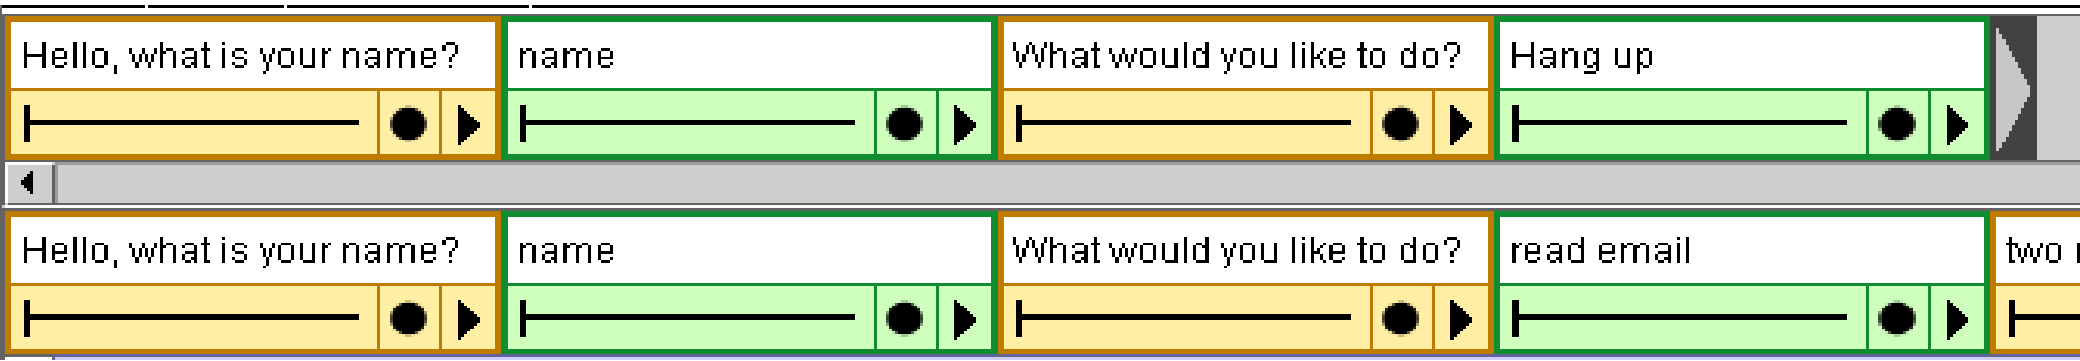 Hello, what is your name? name What would you like to do? Hang up
Hello, what is your name? name What would you like to do? read email two